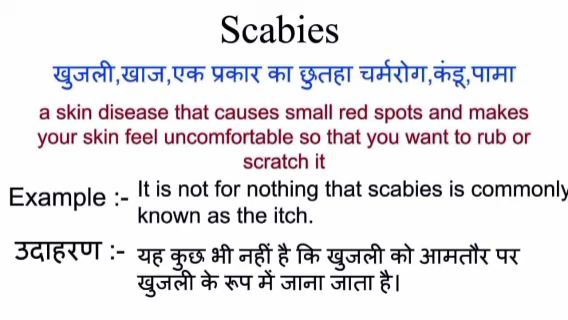 Scabies
खुजली,खाज,एक प्रकार का छुतहा चर्मरोग,कंडू,पामा
a skin disease that causes small red spots and makes
your skin feel uncomfortable so that you want to rub or
scratch it
Example :- It is not for nothing that scabies is commonly
known as the itch.
उदाहरण :- यह कुछ भी नहीं है कि खुजली को आमतौर पर
खुजली के रूप में जाना जाता है।